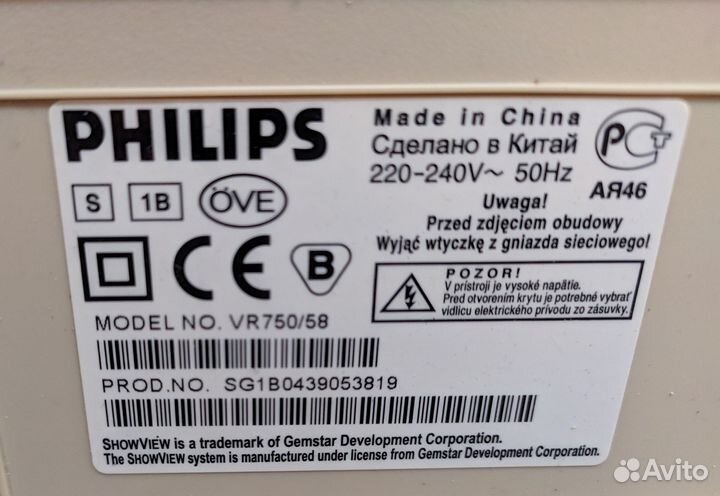 PHILIPS
S 1B ÖVE
CE B
MODEL NO. VR750/58
PROD.NO. SG1B0439053819
SHOWVIEW is a trademark of Gemstar Development Corporation.
The SHOWVIEW system is manufactured under license from Gemstar Development Corporation.
Made in China
Сделано в Китай
220-240V~ 50Hz
РСТ
АЯ46
Uwaga!
Przed zdjęciem obudowy
Wyjąć wtyczkę z gniazda sieciowego!
POZOR!
V prístroji je vysoké napätie.
Pred otvorením krytu je potrebné vybrať
vidlicu elektrického prívodu zo zásuvky.
Avito